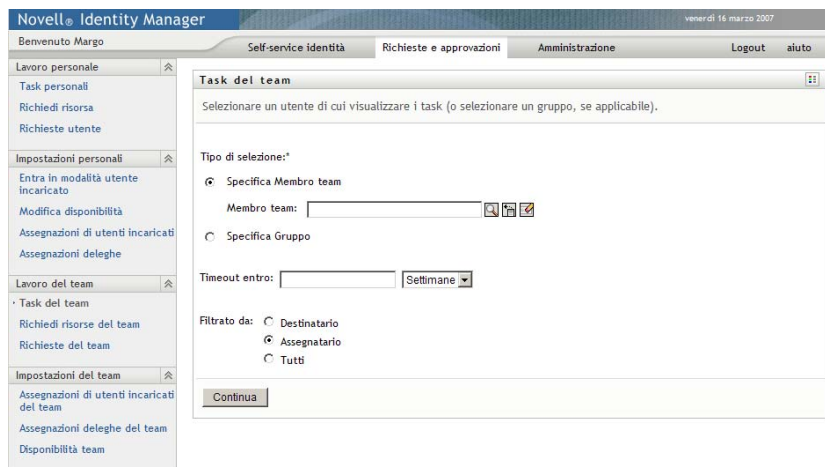 Novell® Identity Manager
venerdì 16 marzo 2007
Benvenuto Margo
Self-service identità
Richieste e approvazioni
Amministrazione
Logout
aiuto
Lavoro personale
Task personali
Richiedi risorsa
Richieste utente
Impostazioni personali
Entra in modalità utente
incaricato
Modifica disponibilità
Assegnazioni di utenti incaricati
Assegnazioni deleghe
Lavoro del team
· Task del team
Richiedi risorse del team
Richieste del team
Impostazioni del team
Assegnazioni di utenti incaricati
del team
Assegnazioni deleghe del team
Disponibilità team
Task del team
Selezionare un utente di cui visualizzare i task (o selezionare un gruppo, se applicabile).
Tipo di selezione:*
Specifica Membro team
Membro team:
Specifica Gruppo
Timeout entro:
Settimane
Filtrato da:
Destinatario
Assegnatario
Tutti
Continua